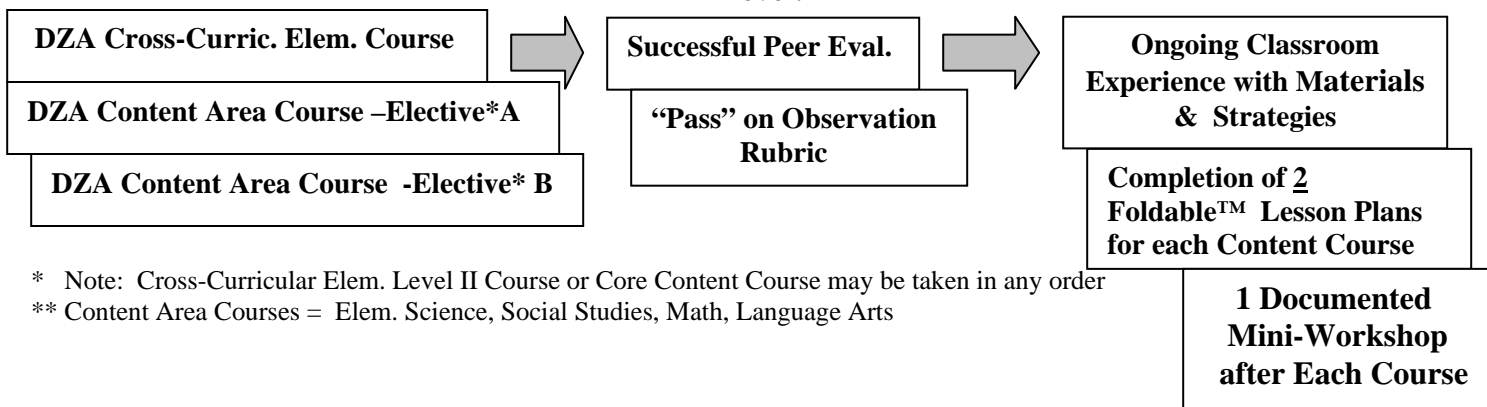 DZA Cross-Curric. Elem. Course
DZA Content Area Course –Elective*A
DZA Content Area Course -Elective* B
Successful Peer Eval.
“Pass” on Observation
Rubric
Ongoing Classroom
Experience with Materials
& Strategies
Completion of 2
Foldable™ Lesson Plans
for each Content Course
1 Documented
Mini-Workshop
after Each Course
* Note: Cross-Curricular Elem. Level II Course or Core Content Course may be taken in any order
** Content Area Courses = Elem. Science, Social Studies, Math, Language Arts